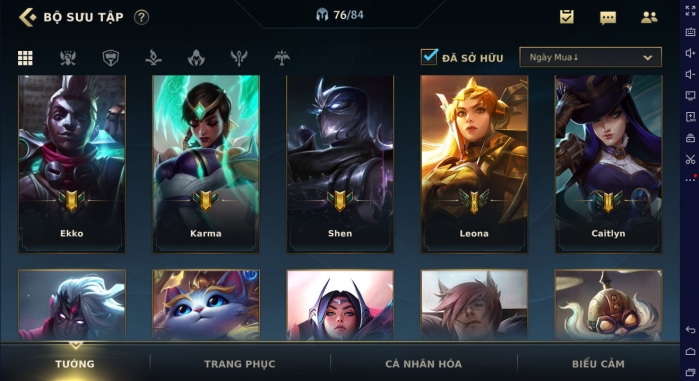 BỘ SƯU TẬP ?
76/84
ĐÃ SỞ HỮU
Ngày Mua↓
Ekko
Karma
Shen
Leona
Caitlyn
TƯỚNG
TRANG PHỤC
CÁ NHÂN HÓA
BIỂU CẢM